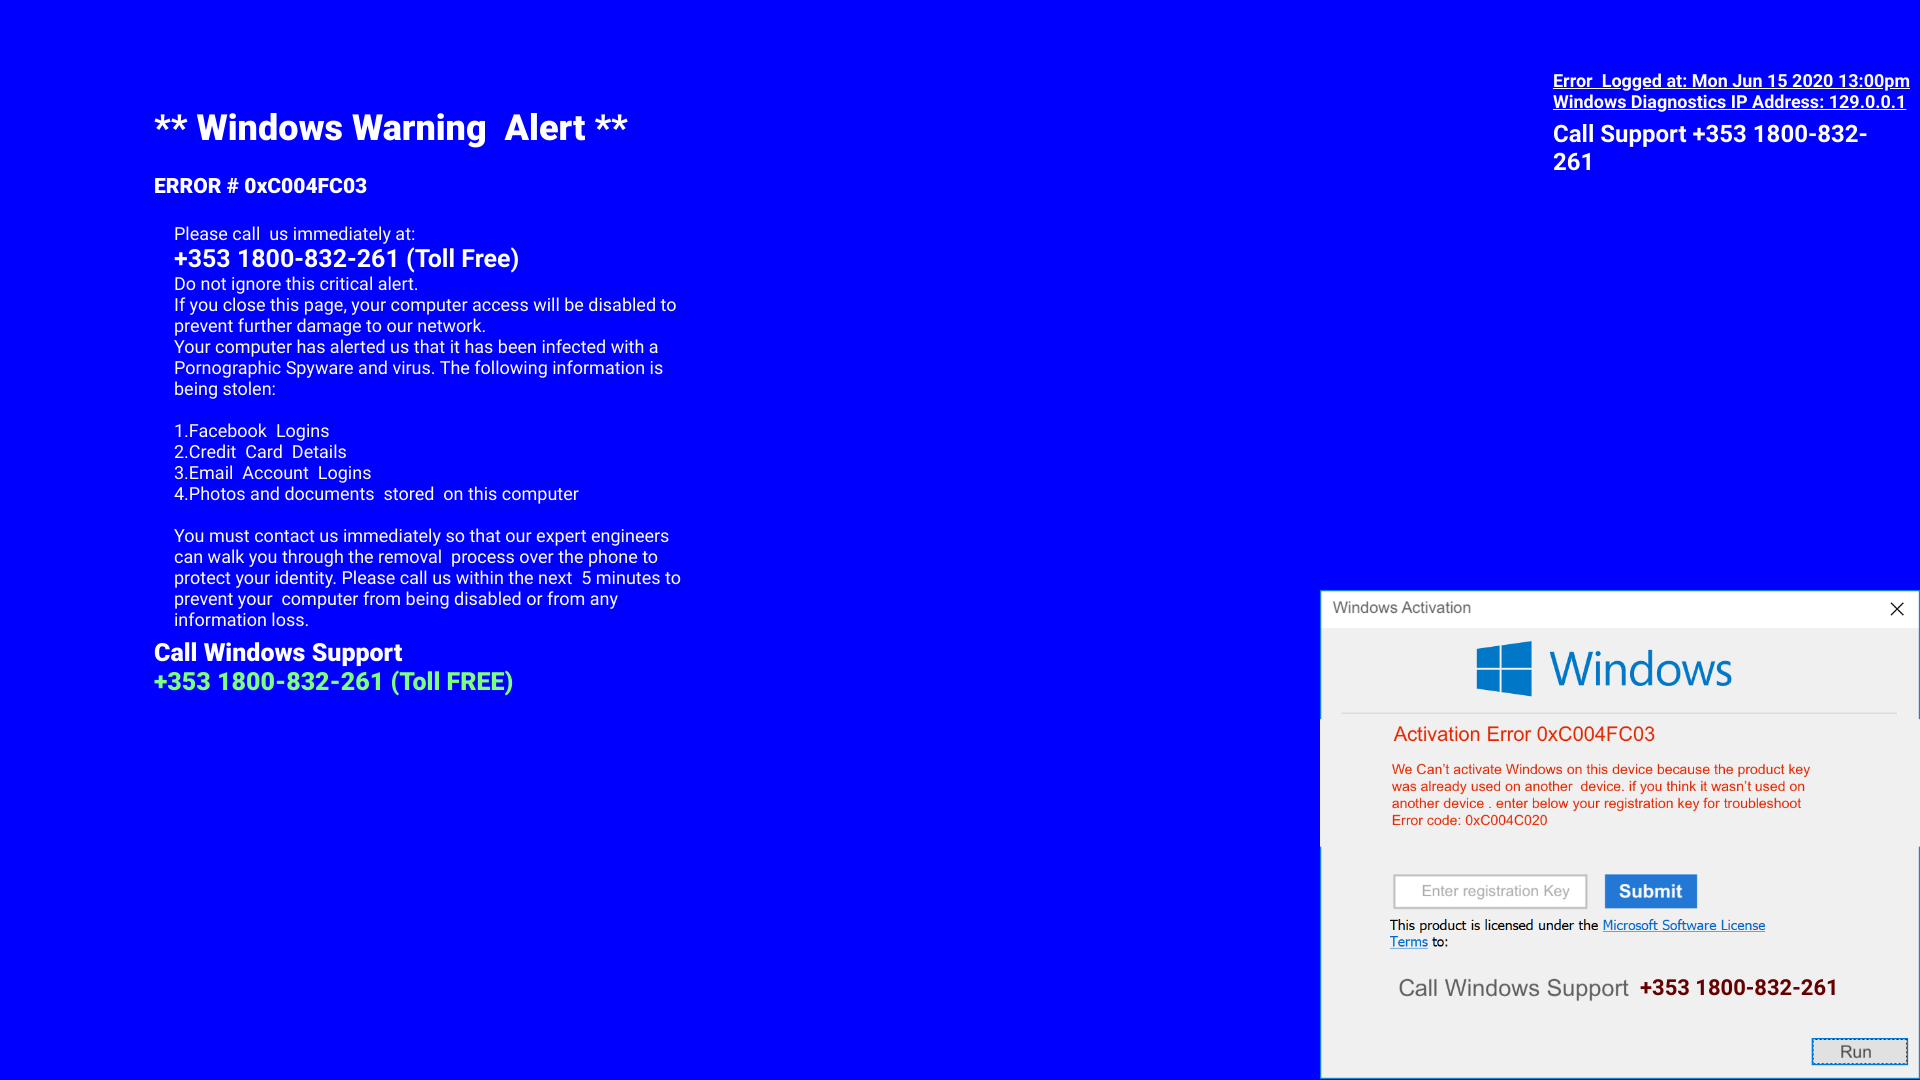 Error  Logged at: Mon Jun 15 2020 13:00pm
Windows Diagnostics IP Address: 129.0.0.1
Call Support +353 1800-832-
261
** Windows Warning  Alert **
ERROR # 0xC004FC03
Please call  us immediately at:
+353 1800-832-261 (Toll Free)
Do not ignore this critical alert.
If you close this page, your computer access will be disabled to
prevent further damage to our network.
Your computer has alerted us that it has been infected with a
Pornographic Spyware and virus. The following information is
being stolen:
1.Facebook  Logins
2.Credit  Card  Details
3.Email  Account  Logins
4.Photos and documents  stored  on this computer
You must contact us immediately so that our expert engineers
can walk you through the removal  process over the phone to
protect your identity. Please call us within the next  5 minutes to
prevent your  computer from being disabled or from any
information loss.
Call Windows Support
+353 1800-832-261 (Toll FREE)
Windows Activation
Windows
Activation Error 0xC004FC03
We Can't activate Windows on this device because the product key
was already used on another  device. if you think it wasn't used on
another device . enter below your registration key for troubleshoot
Error code: 0xC004C020
Enter registration Key
Submit
This product is licensed under the Microsoft Software License
Terms to:
Call Windows Support +353 1800-832-261
Run